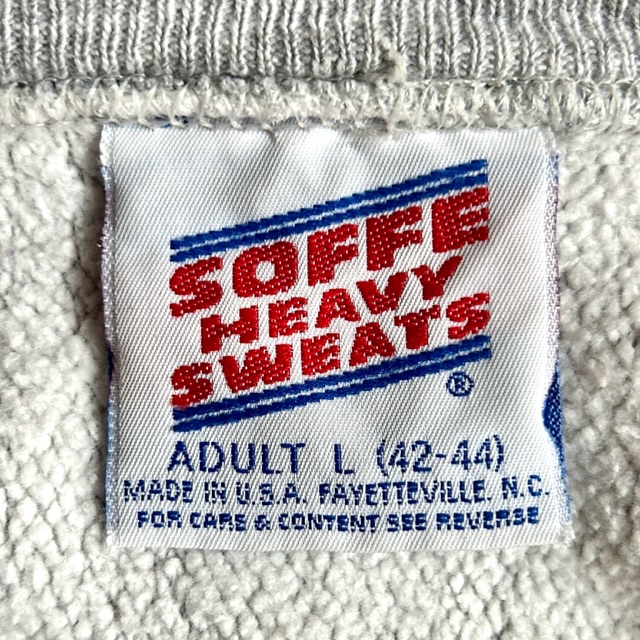 SOFFE
HEAVY
SWEATS
®
ADULT L (42-44)
MADE IN U.S.A. FAYETTEVILLE, N.C.
FOR CARE & CONTENT SEE REVERSE